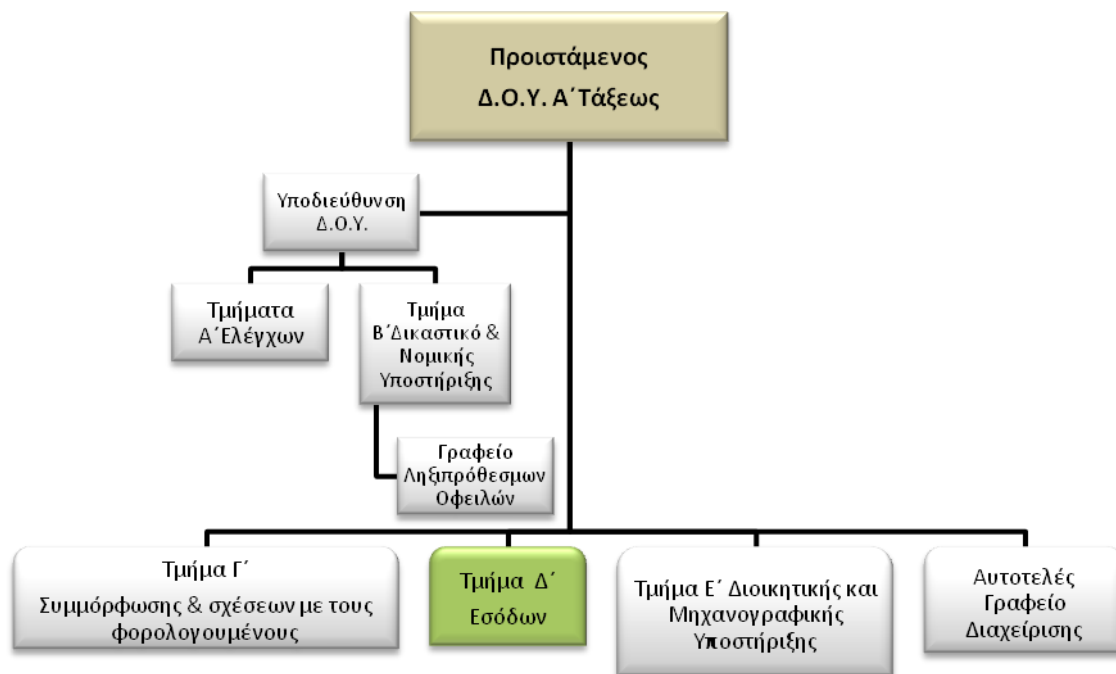 Προιστάμενος
Δ.Ο.Υ. Α΄Τάξεως
Υποδιεύθυνση
Δ.Ο.Υ.
Τμήματα
Α΄Ελέγχων
Τμήμα
Β΄Δικαστικό &
Νομικής
Υποστήριξης
Γραφείο
Ληξιπρόθεσμων
Οφειλών
Τμήμα Γ΄
Συμμόρφωσης & σχέσεων με τους
φορολογουμένους
Τμήμα Δ΄
Εσόδων
Τμήμα Ε΄ Διοικητικής και
Μηχανογραφικής
Υποστήριξης
Αυτοτελές
Γραφείο
Διαχείρισης